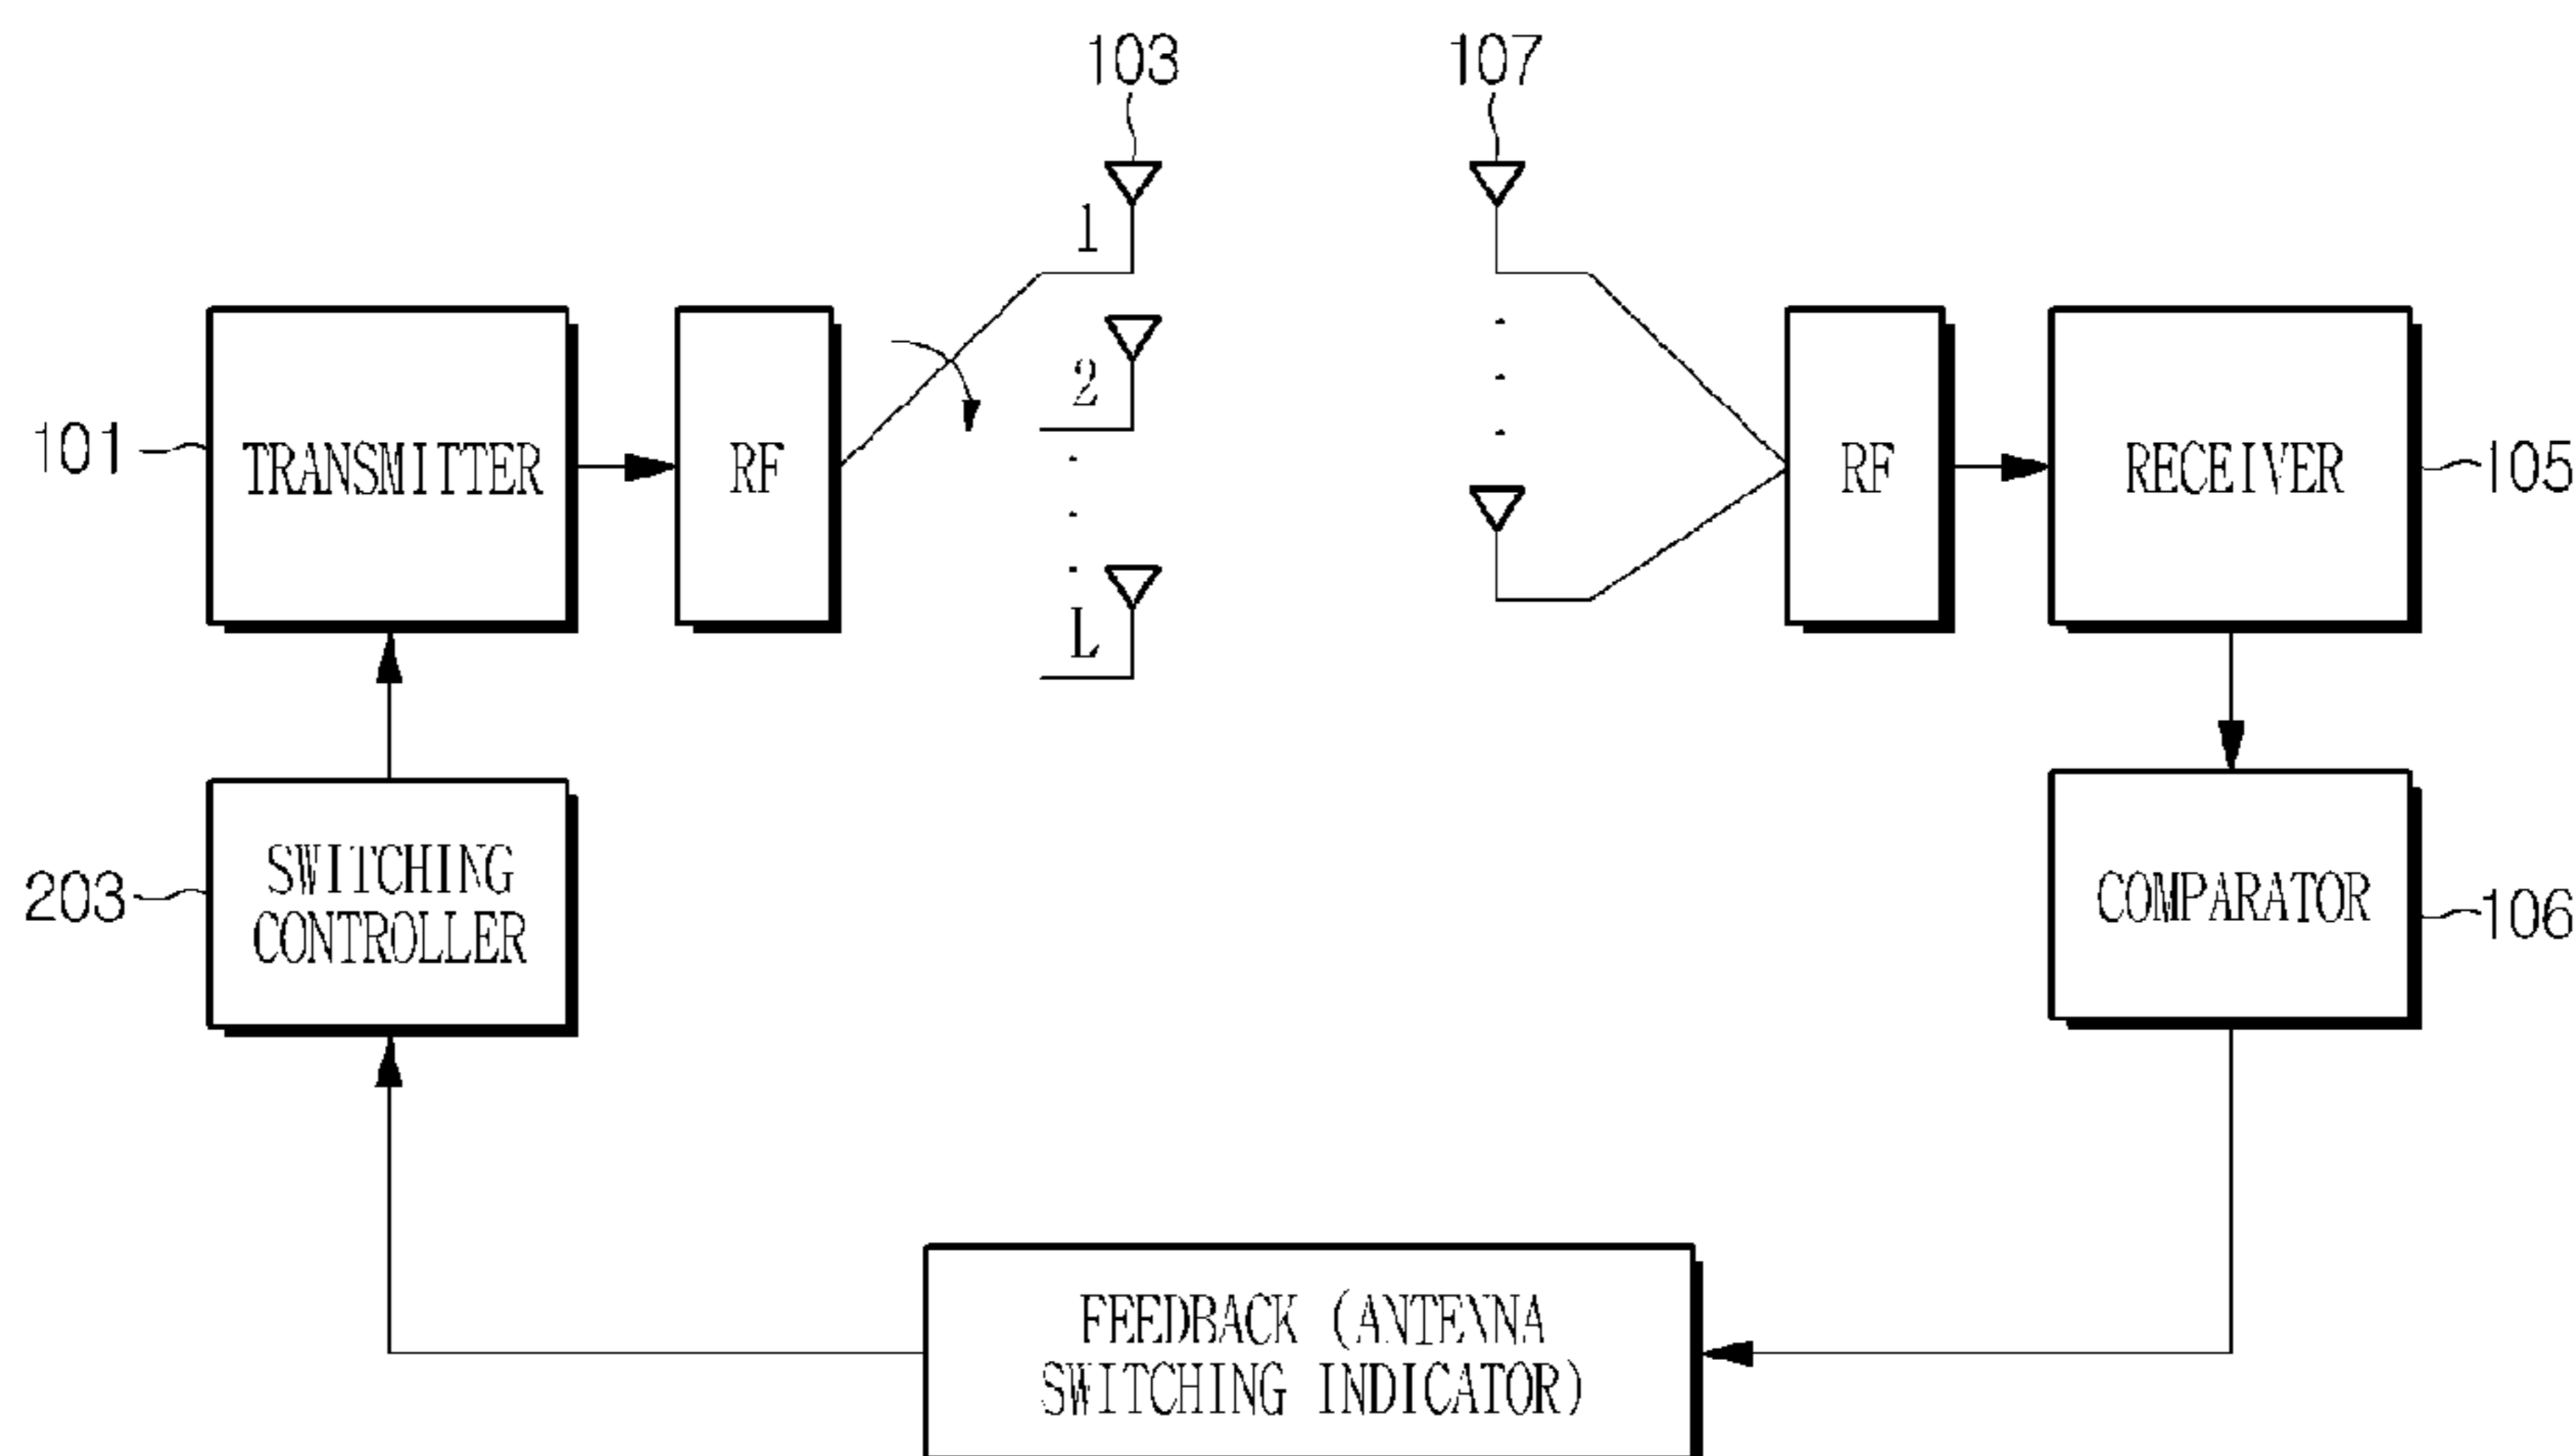 103
107
1
2
L
101
TRANSMITTER
RF
RF
RECEIVER
105
203
SWITCHING
CONTROLLER
COMPARATOR
106
FEEDBACK (ANTENNA
SWITCHING INDICATOR)